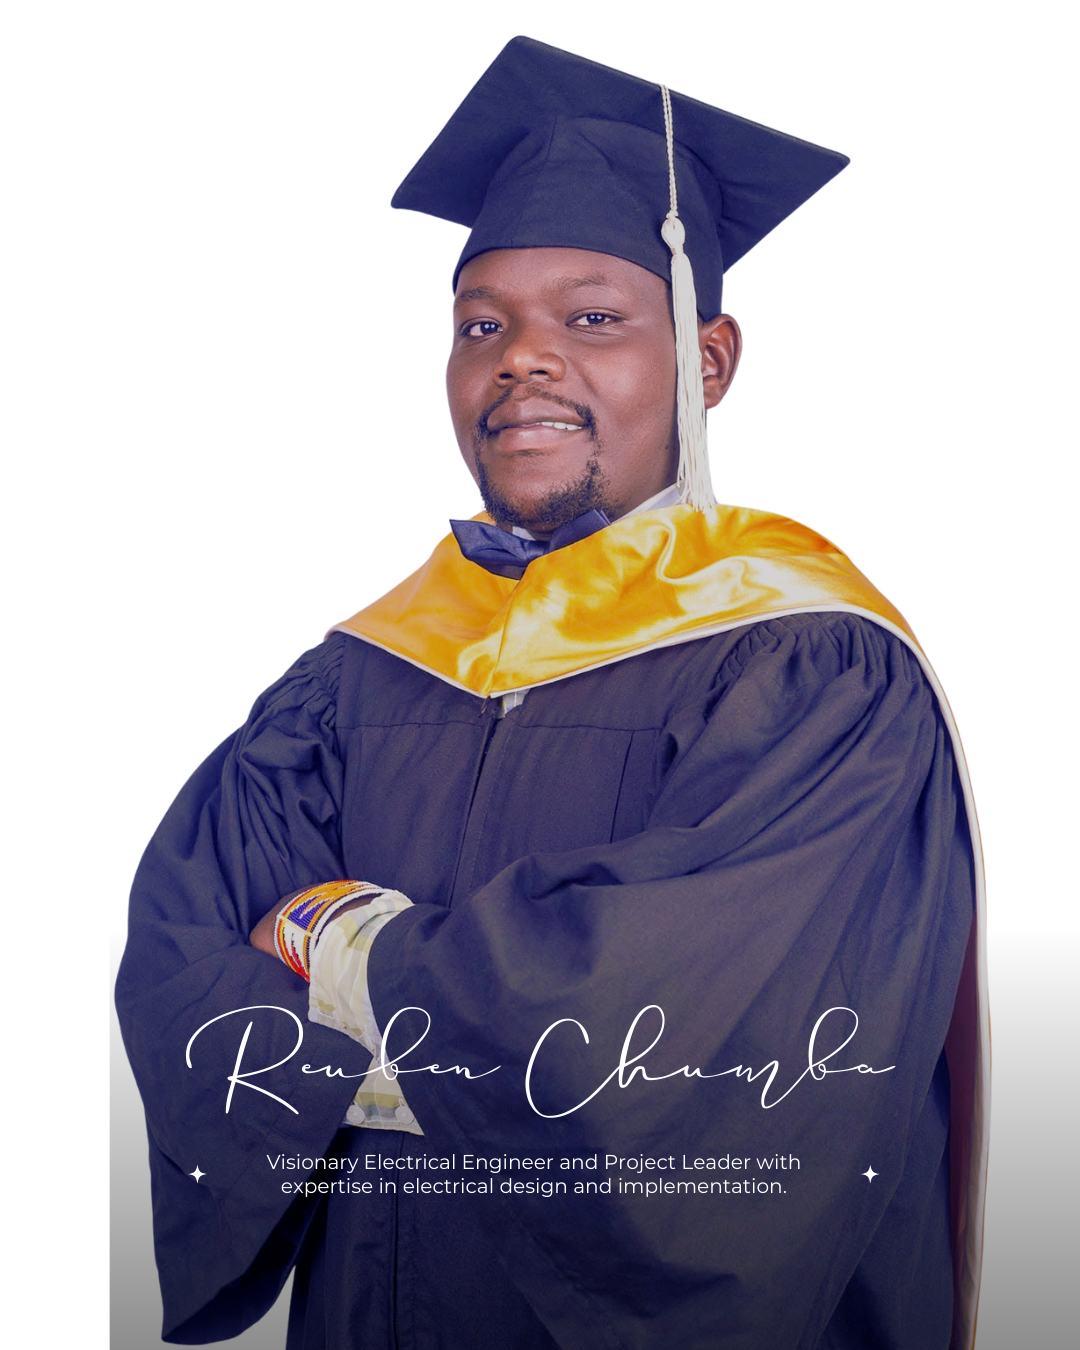 Reuben Chumba
Visionary Electrical Engineer and Project Leader with
expertise in electrical design and implementation.